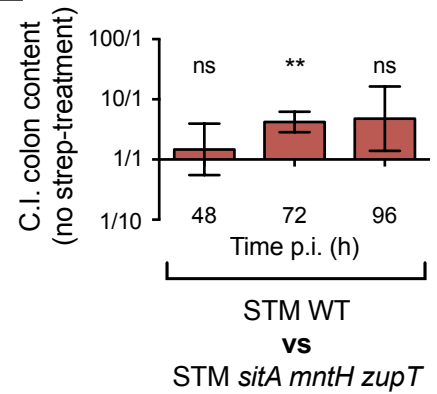 C.I. colon content
(no strep-treatment)
100/1
10/1
1/1
1/10
ns
**
ns
48
72
96
Time p.i. (h)
STM WT
vs
STM sitA mntH zupT